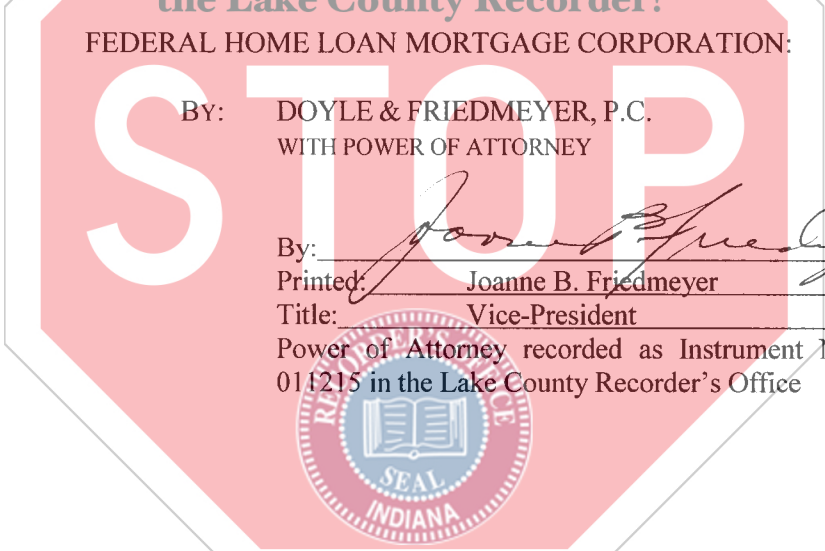 the Lake County Recorder!
FEDERAL HOME LOAN MORTGAGE CORPORATION:
STOP
BY: DOYLE & FRIEDMEYER, P.C.
WITH POWER OF ATTORNEY
By: Joanne B. Fried
Printed: Joanne B. Friedmeyer
Title: Vice-President
Power of Attorney recorded as Instrument
011215 in the Lake County Recorder's Office
RECORDER'S OFFICE
SEAL
INDIANA